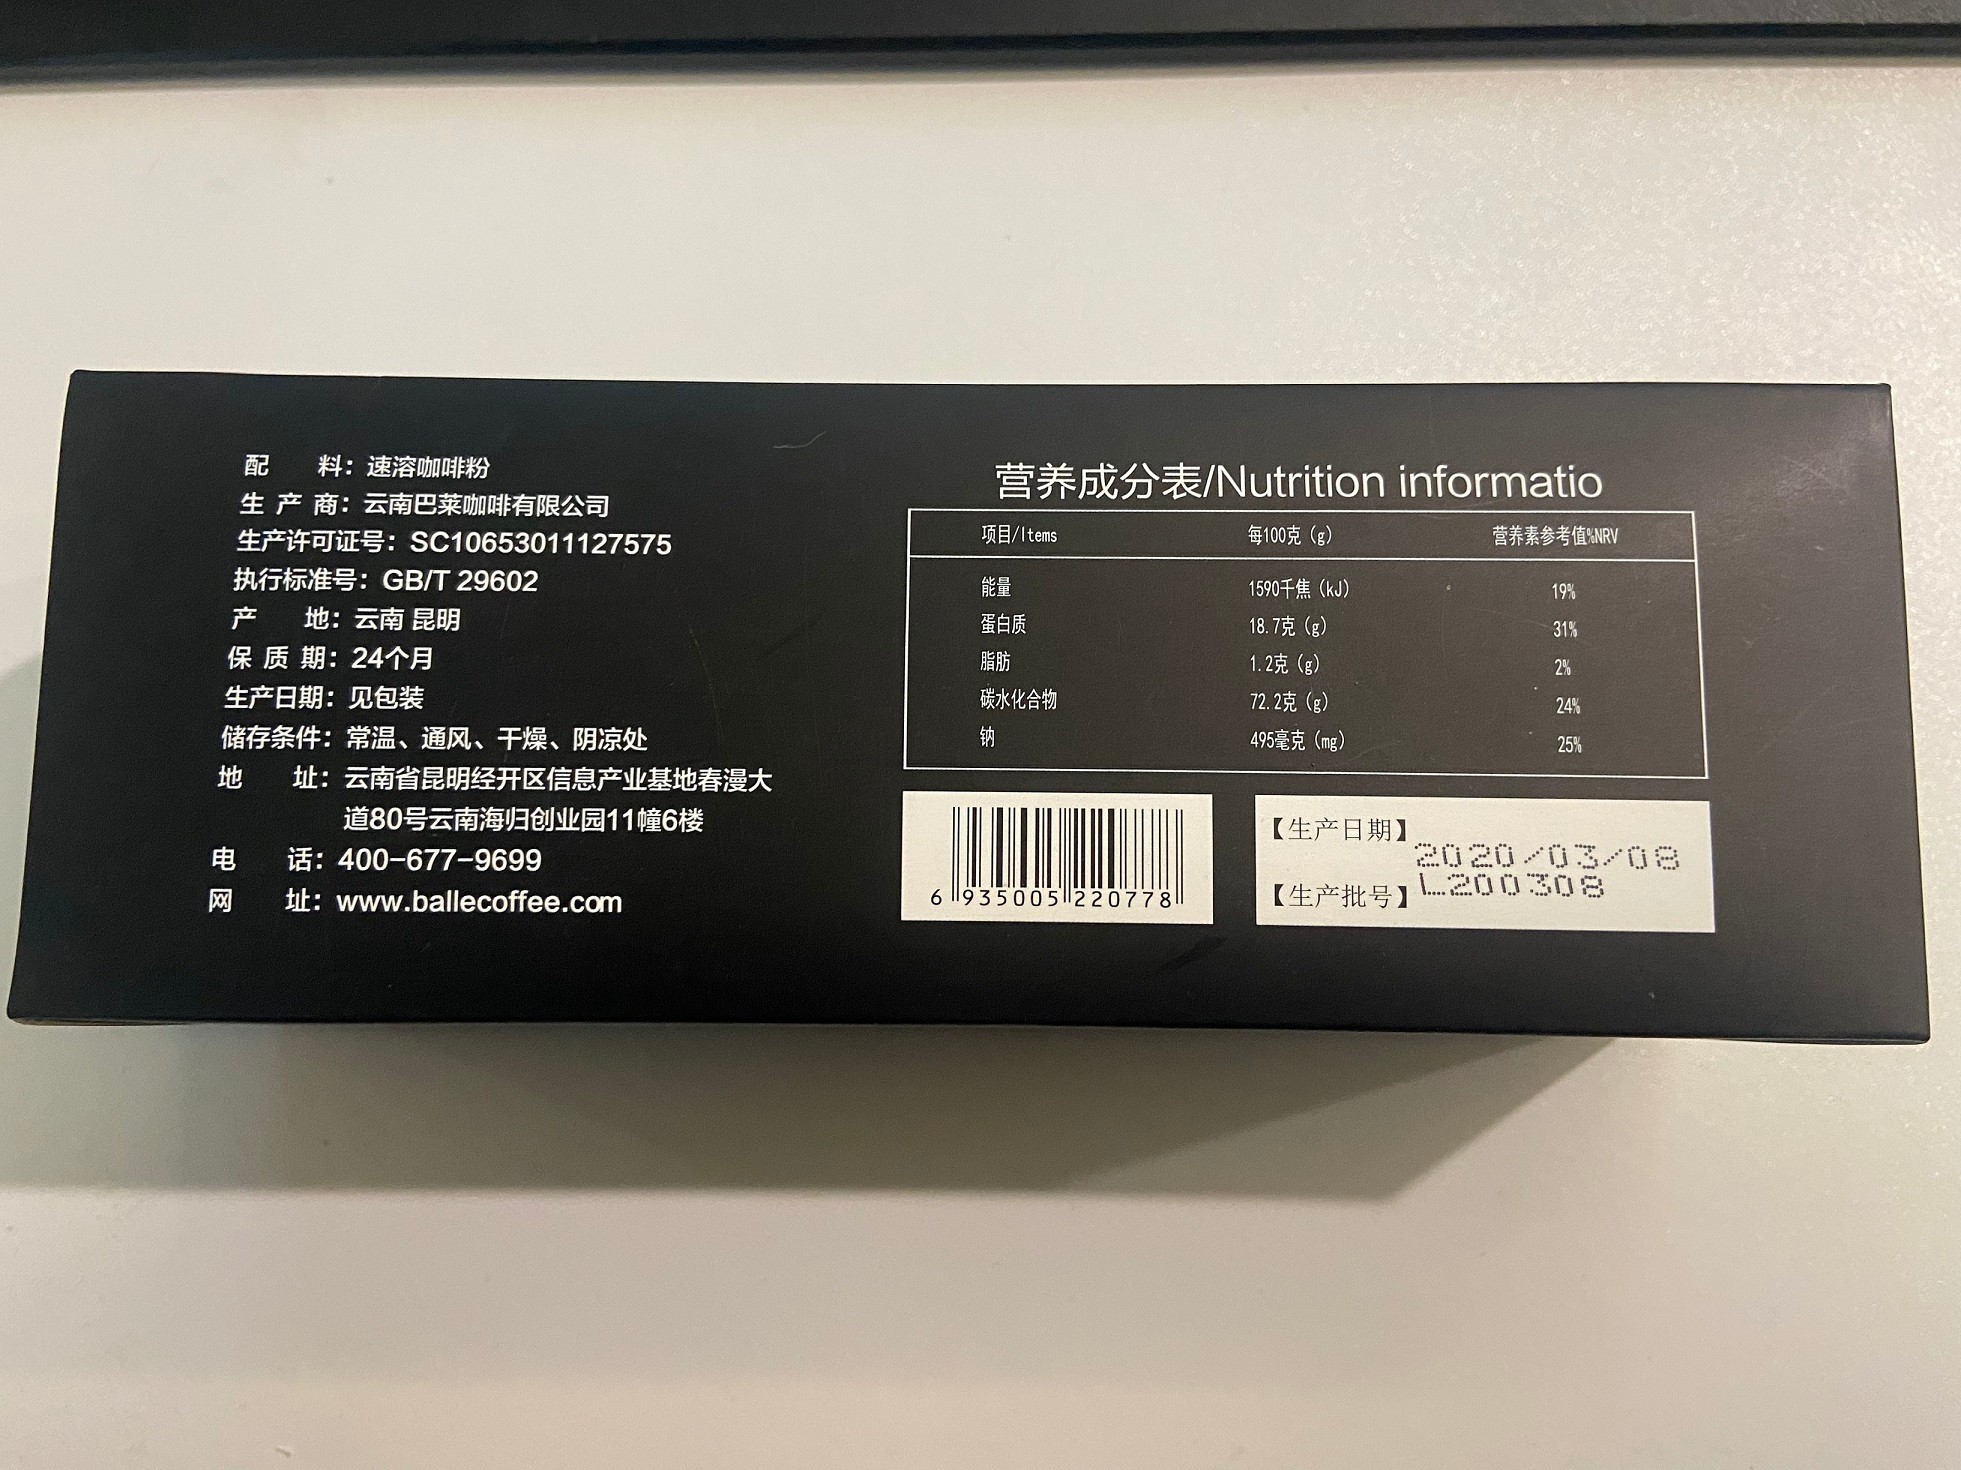 配 料：速溶咖啡粉
生 产 商：云南巴莱咖啡有限公司
生产许可证号：SC10653011127575
执行标准号：GB/T 29602
产 地：云南 昆明
保 质 期：24个月
生产日期：见包装
储存条件：常温、通风、干燥、阴凉处
地 址：云南省昆明经开区信息产业基地春漫大
道80号云南海归创业园11幢6楼
电 话：400-677-9699
网 址：www.ballecoffee.com
营养成分表/Nutrition informatio
项目/Items 每100克（g） 营养素参考值%NRV
能量 1590千焦（kJ） 19%
蛋白质 18.7克（g） 31%
脂肪 1.2克（g） 2%
碳水化合物 72.2克（g） 24%
钠 495毫克（mg） 25%
6 935005 220778
【生产日期】 2020/03/08
【生产批号】 L200308